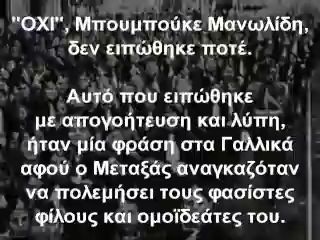 "ΟΧΙ", Μπουμπούκε Μανωλίδη,
δεν ειπώθηκε ποτέ.
Αυτό που ειπώθηκε
με απογοήτευση και λύπη,
ήταν μία φράση στα Γαλλικά
αφού ο Μεταξάς αναγκαζόταν
να πολεμήσει τους φασίστες
φίλους και ομοϊδεάτες του.